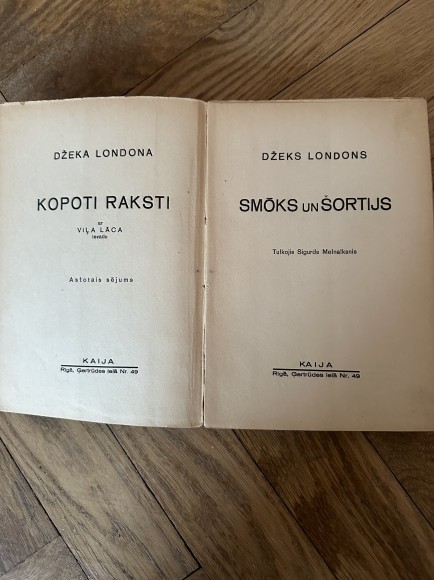 DŽEKA LONDONA
KOPOTI RAKSTI
ar
VIĻA LĀCA
ievadu
Astotais sējums
KAIJA
Rīgā, Ģertrūdes ielā Nr. 49
DŽEKS LONDONS
SMŌKS UN ŠORTIJS
Tulkojis Sigurds Melnalksnis
KAIJA
Rīgā, Ģertrūdes ielā Nr. 49